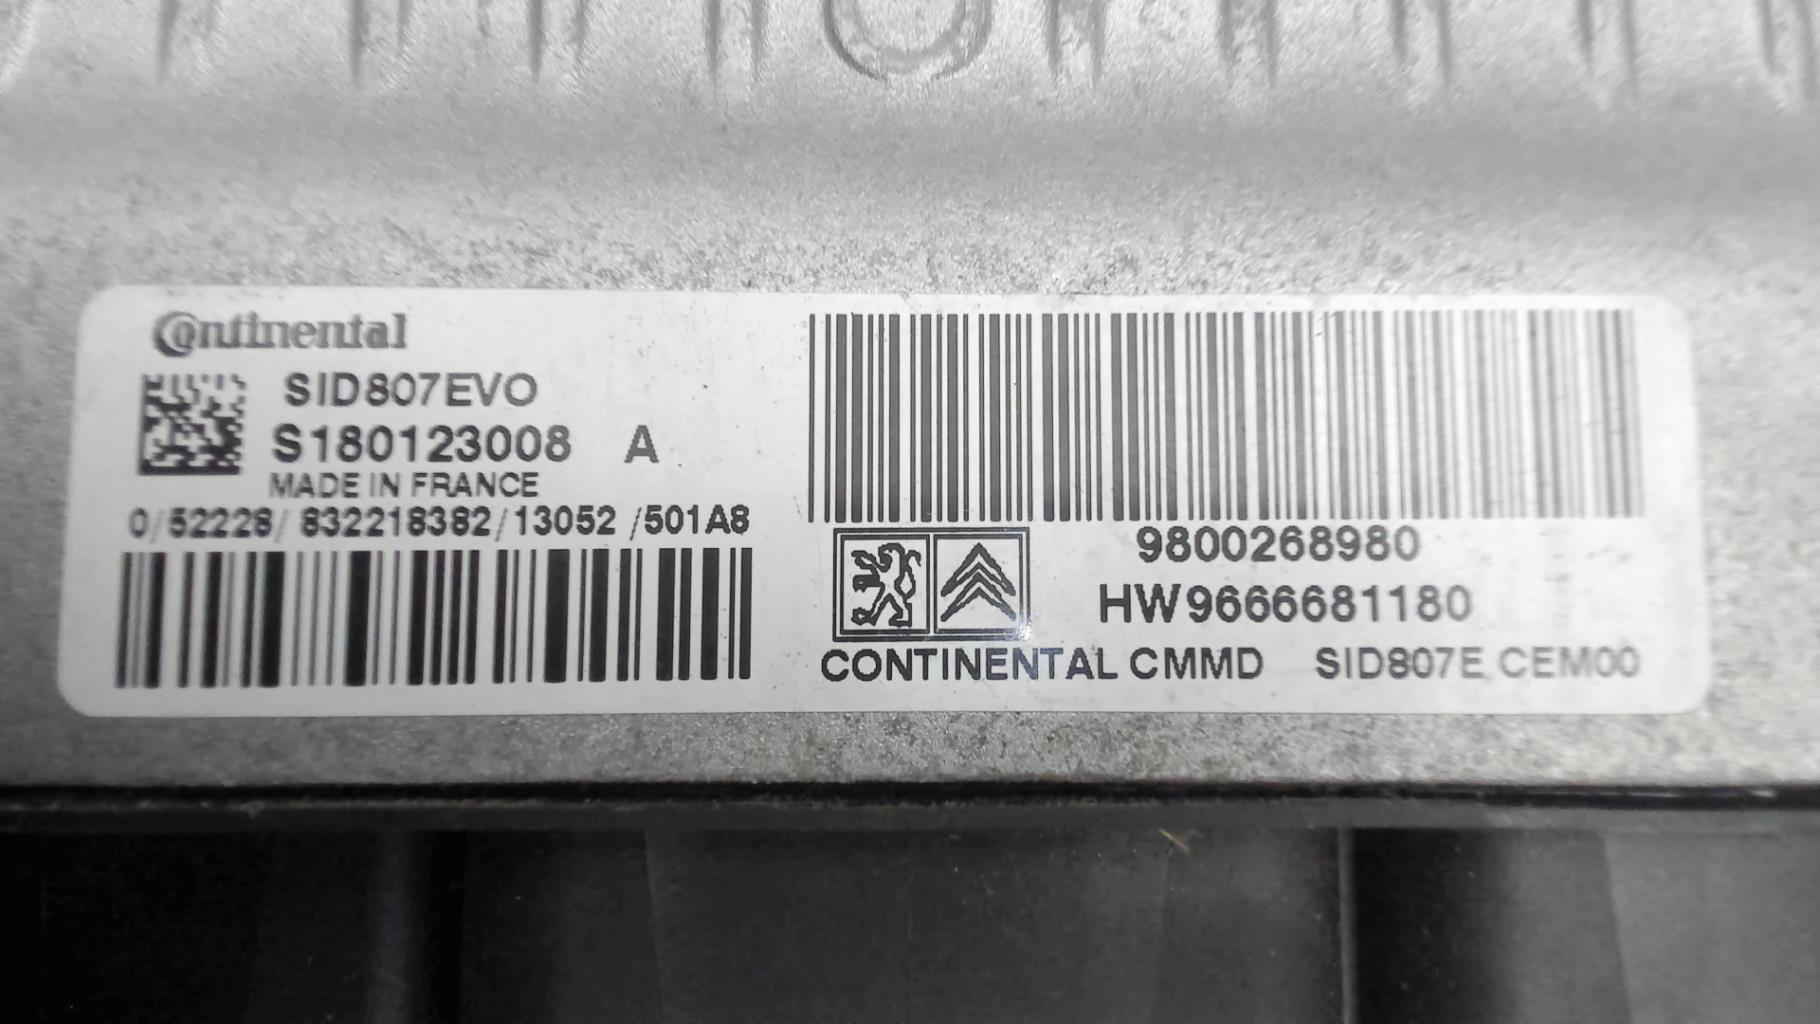 Continental
SID807EVO
S180123008 A
MADE IN FRANCE
0/52228/832218382/13052/501A8
9800268980
HW9666681180
CONTINENTAL CMMD SID807E CEM00